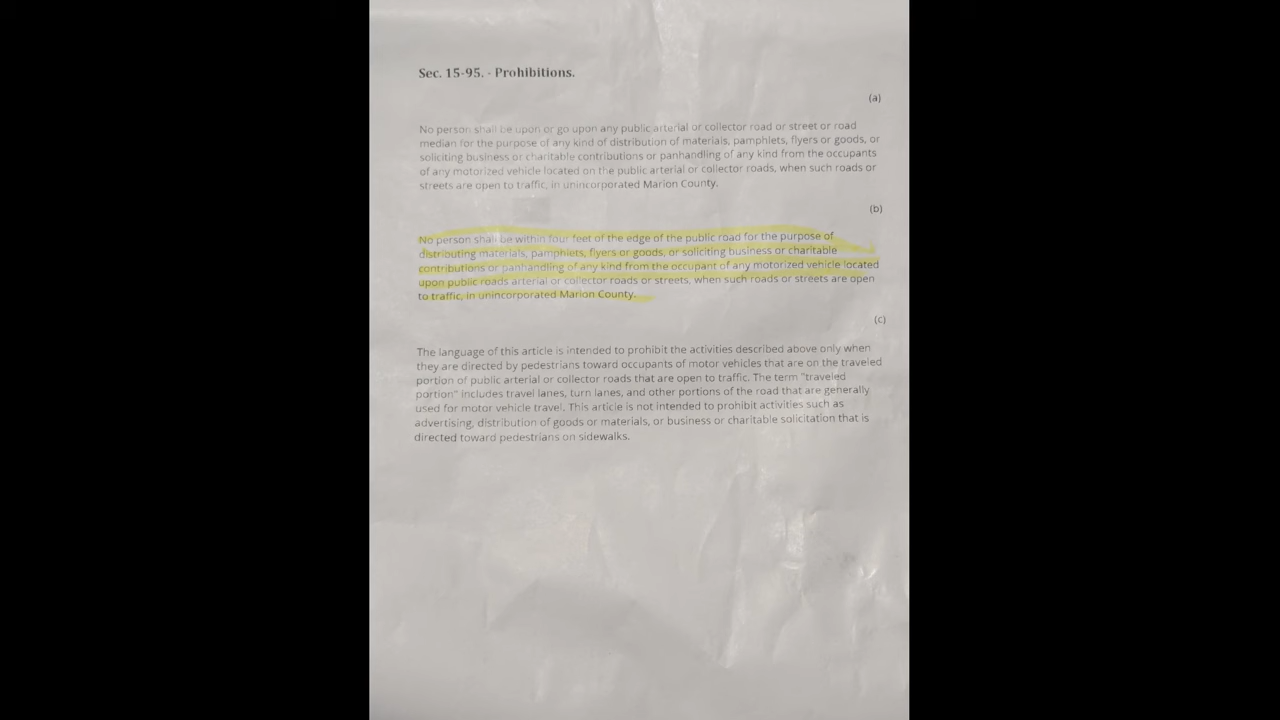 Sec. 15-95. - Prohibitions.
(a)
No person shall be upon or go upon any public arterial or collector road or street or road
median for the purpose of any kind of distribution of materials, pamphlets, flyers or goods, or
soliciting business or charitable contributions or panhandling of any kind from the occupants
of any motorized vehicle located on the public arterial or collector roads, when such roads or
streets are open to traffic, in unincorporated Marion County.
(b)
No person shall be within four feet of the edge of the public road for the purpose of
distributing materials, pamphlets, flyers or goods, or soliciting business or charitable
contributions or panhandling of any kind from the occupant of any motorized vehicle located
upon public roads arterial or collector roads or streets, when such roads or streets are open
to traffic, in unincorporated Marion County.
(c)
The language of this article is intended to prohibit the activities described above only when
they are directed by pedestrians toward occupants of motor vehicles that are on the traveled
portion of public arterial or collector roads that are open to traffic. The term "traveled
portion" includes travel lanes, turn lanes, and other portions of the road that are generally
used for motor vehicle travel. This article is not intended to prohibit activities such as
advertising, distribution of goods or materials, or business or charitable solicitation that is
directed toward pedestrians on sidewalks.